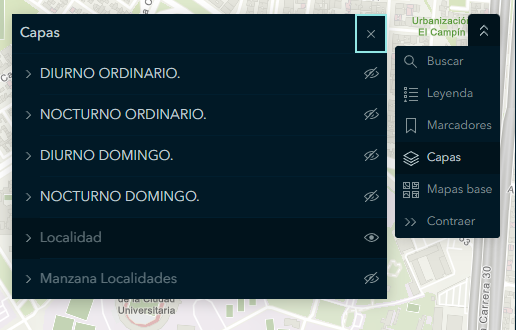 Urbanización
El Campín
Capas
DIURNO ORDINARIO.
NOCTURNO ORDINARIO.
DIURNO DOMINGO.
NOCTURNO DOMINGO.
Localidad
Manzana Localidades
Buscar
Leyenda
Marcadores
Capas
Mapas base
Contraer
de la Ciudad
Universitaria
Carrera 30